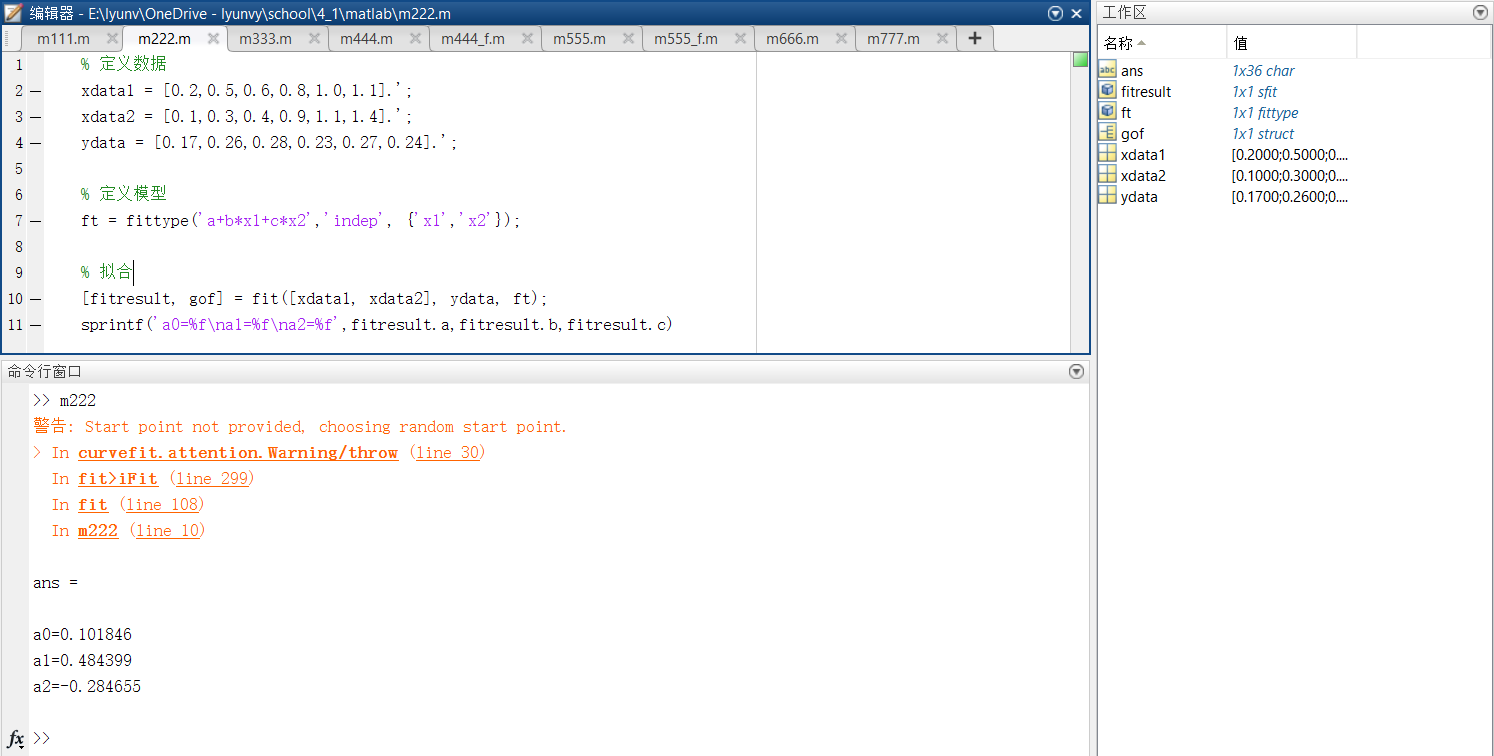 编辑器 - E:\lyunv\OneDrive - lyunvy\school\4_1\matlab\m222.m
m111.m m222.m m333.m m444.m m444_f.m m555.m m555_f.m m666.m m777.m
1 % 定义数据
2 xdata1 = [0.2,0.5,0.6,0.8,1.0,1.1].';
3 xdata2 = [0.1,0.3,0.4,0.9,1.1,1.4].';
4 ydata = [0.17,0.26,0.28,0.23,0.27,0.24].';
5
6 % 定义模型
7 ft = fittype('a+b*x1+c*x2','indep', {'x1','x2'});
8
9 % 拟合
10 [fitresult, gof] = fit([xdata1, xdata2], ydata, ft);
11 sprintf('a0=%f\na1=%f\na2=%f',fitresult.a,fitresult.b,fitresult.c)
命令行窗口
>> m222
警告: Start point not provided, choosing random start point.
> In curvefit.attention.Warning/throw (line 30)
In fit>iFit (line 299)
In fit (line 108)
In m222 (line 10)
ans =
a0=0.101846
a1=0.484399
a2=-0.284655
fx >>
工作区
名称 值
abc ans 1x36 char
fitresult 1x1 sfit
ft 1x1 fittype
gof 1x1 struct
xdata1 [0.2000;0.5000;0....
xdata2 [0.1000;0.3000;0....
ydata [0.1700;0.2600;0....